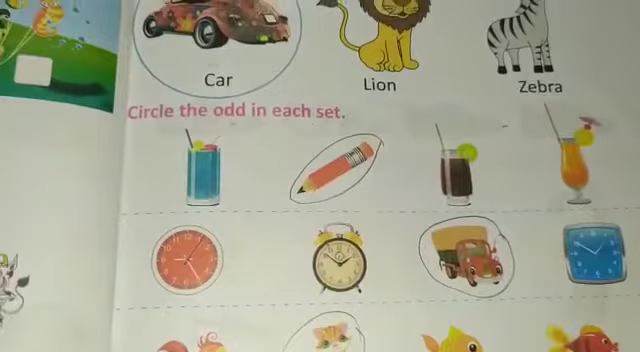 Car Lion Zebra
Circle the odd in each set.